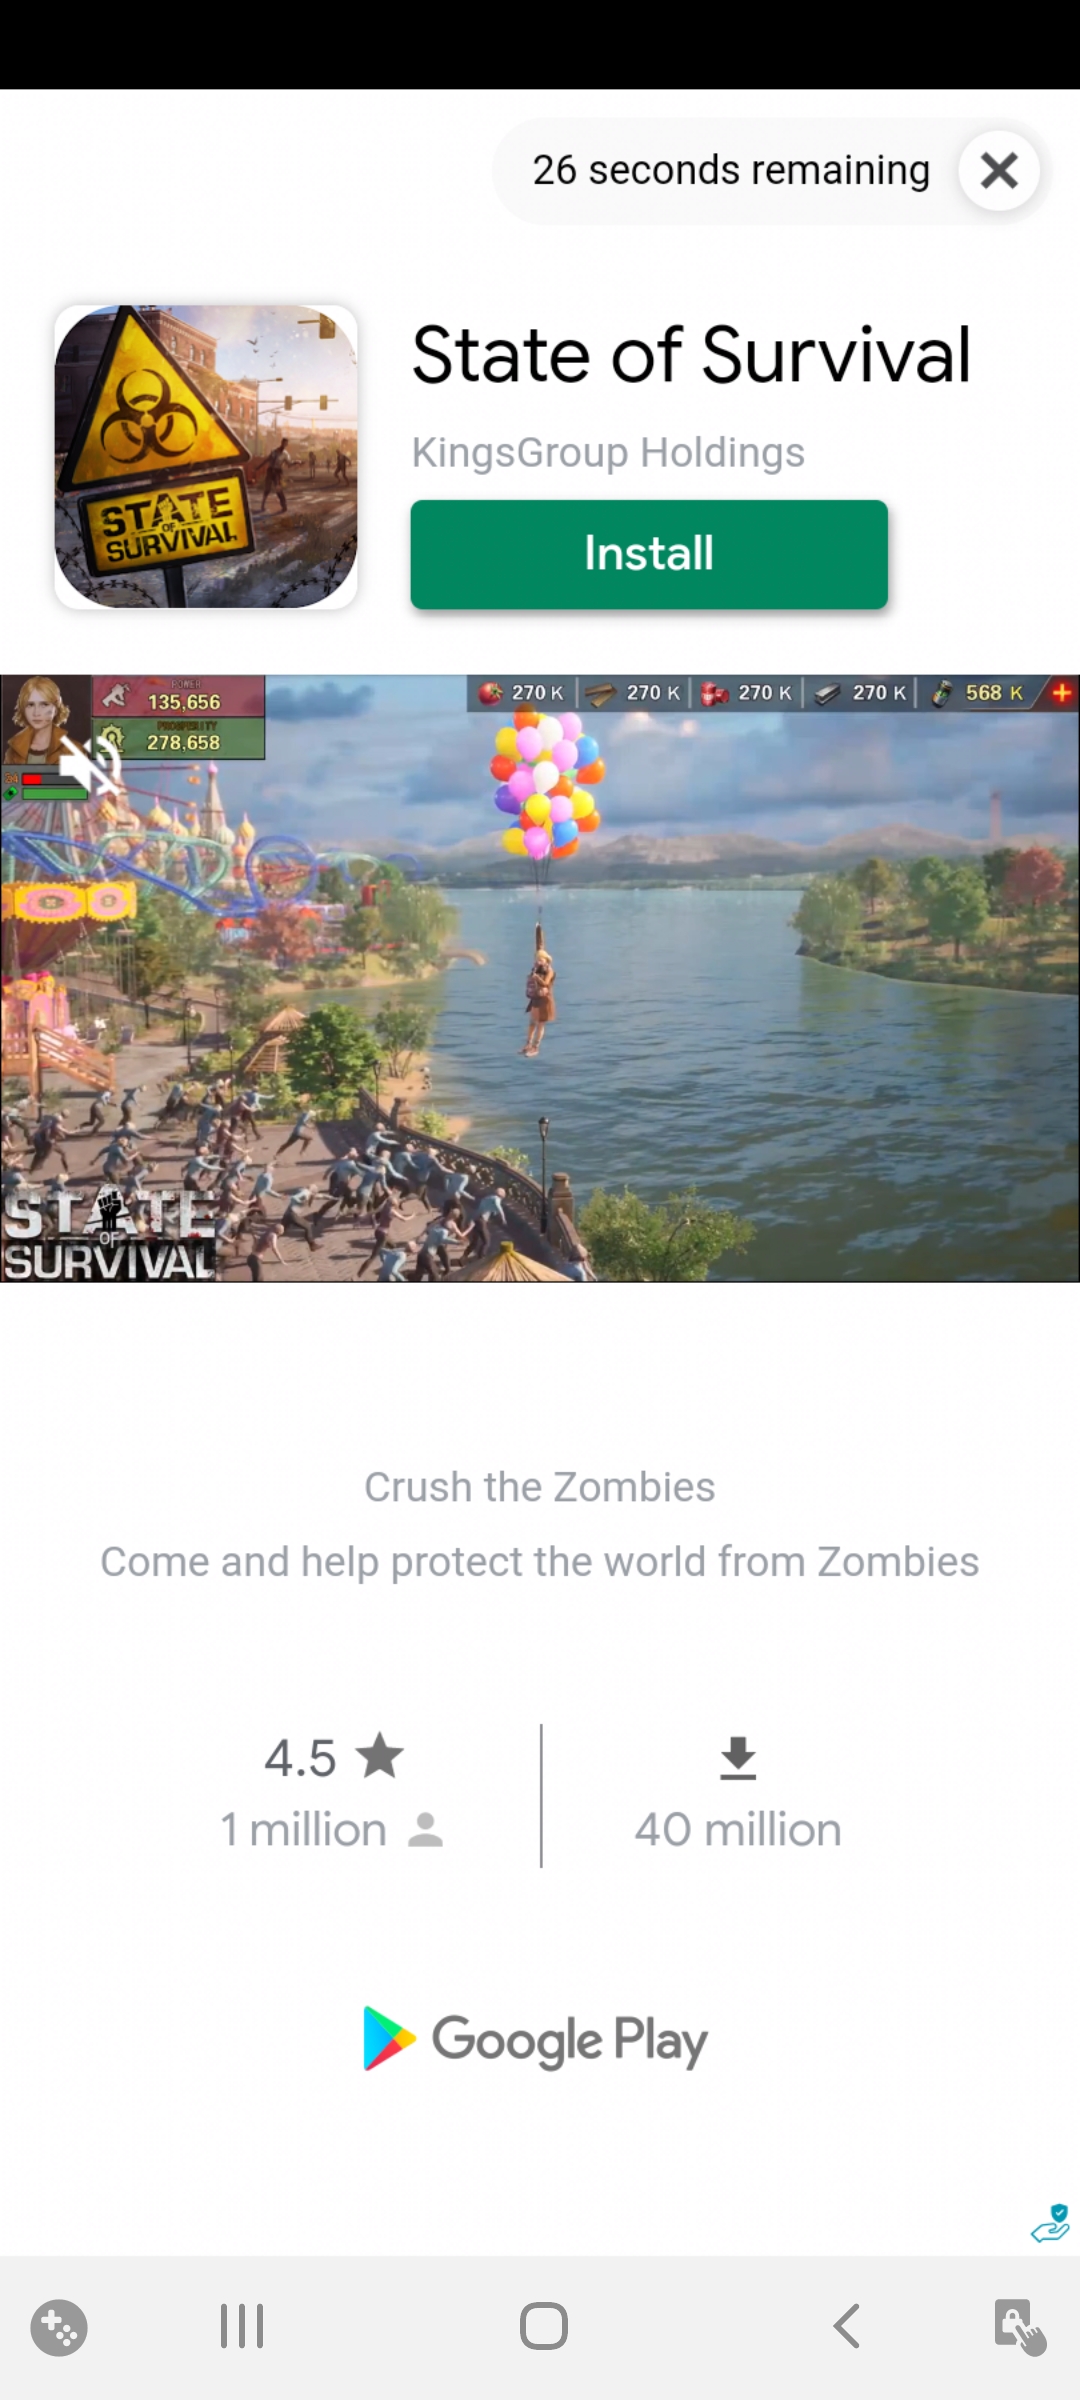 26 seconds remaining
STATE
OF
SURVIVAL
State of Survival
KingsGroup Holdings
Install
POWER
135,656
PROSPERITY
278,658
270 K
270 K
270 K
270 K
568 K
STATE
OF
SURVIVAL
Crush the Zombies
Come and help protect the world from Zombies
4.5
1 million
40 million
Google Play